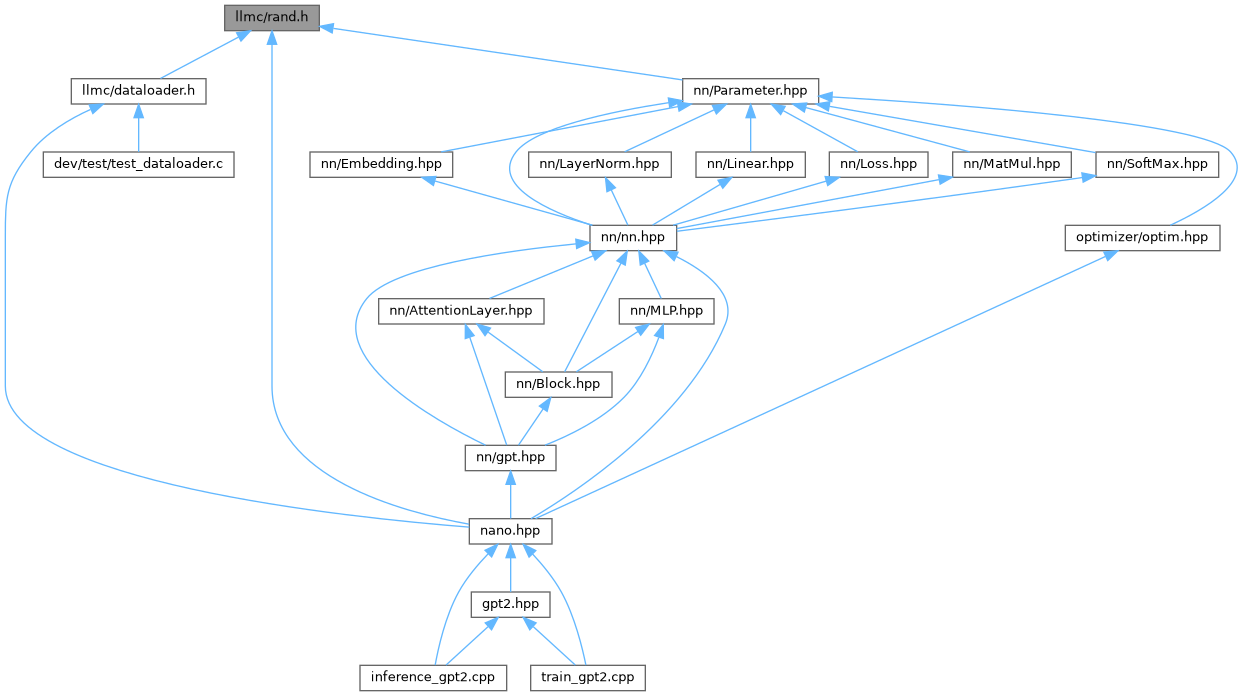 llmc/rand.h
llmc/dataloader.h
nn/Parameter.hpp
dev/test/test_dataloader.c
nn/Embedding.hpp
nn/LayerNorm.hpp
nn/Linear.hpp
nn/Loss.hpp
nn/MatMul.hpp
nn/SoftMax.hpp
nn/nn.hpp
optimizer/optim.hpp
nn/AttentionLayer.hpp
nn/MLP.hpp
nn/Block.hpp
nn/gpt.hpp
nano.hpp
gpt2.hpp
inference_gpt2.cpp
train_gpt2.cpp